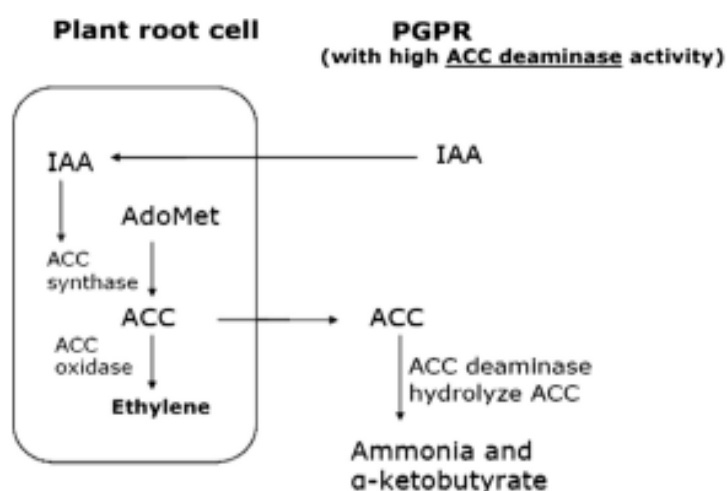 Plant root cell
PGPR
(with high ACC deaminase activity)
IAA
IAA
AdoMet
ACC
synthase
ACC
ACC
ACC
oxidase
ACC deaminase
hydrolyze ACC
Ethylene
Ammonia and
α-ketobutyrate